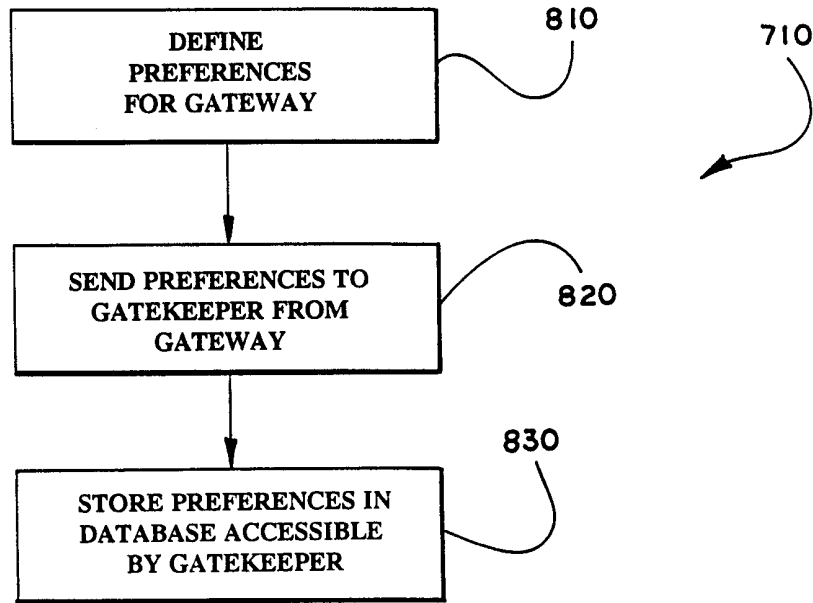 DEFINE
PREFERENCES
FOR GATEWAY
810
710
SEND PREFERENCES TO
GATEKEEPER FROM
GATEWAY
820
830
STORE PREFERENCES IN
DATABASE ACCESSIBLE
BY GATEKEEPER